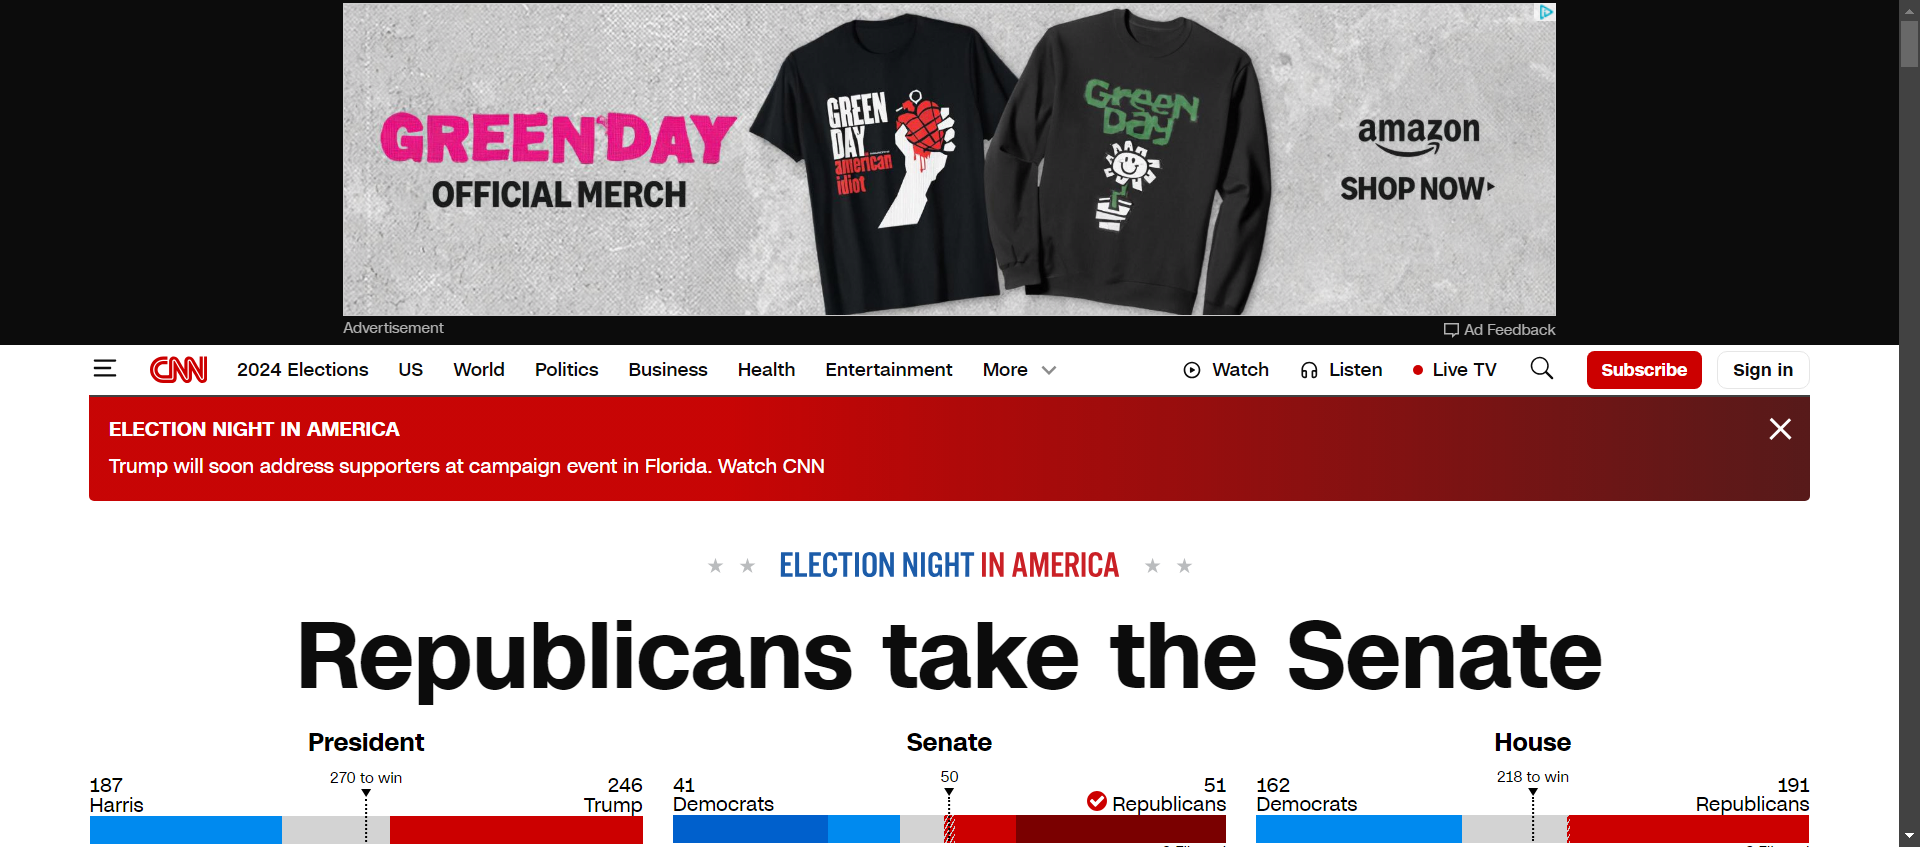 GREEN DAY
OFFICIAL MERCH
GREEN
DAY
american
idiot
GREEN
DAY
amazon
SHOP NOW
Advertisement
Ad Feedback
CNN
2024 Elections
US
World
Politics
Business
Health
Entertainment
More
Watch
Listen
Live TV
Subscribe
Sign in
ELECTION NIGHT IN AMERICA
Trump will soon address supporters at campaign event in Florida. Watch CNN
ELECTION NIGHT IN AMERICA
Republicans take the Senate
President
270 to win
187
Harris
246
Trump
Senate
50
41
Democrats
51
Republicans
House
218 to win
162
Democrats
191
Republicans